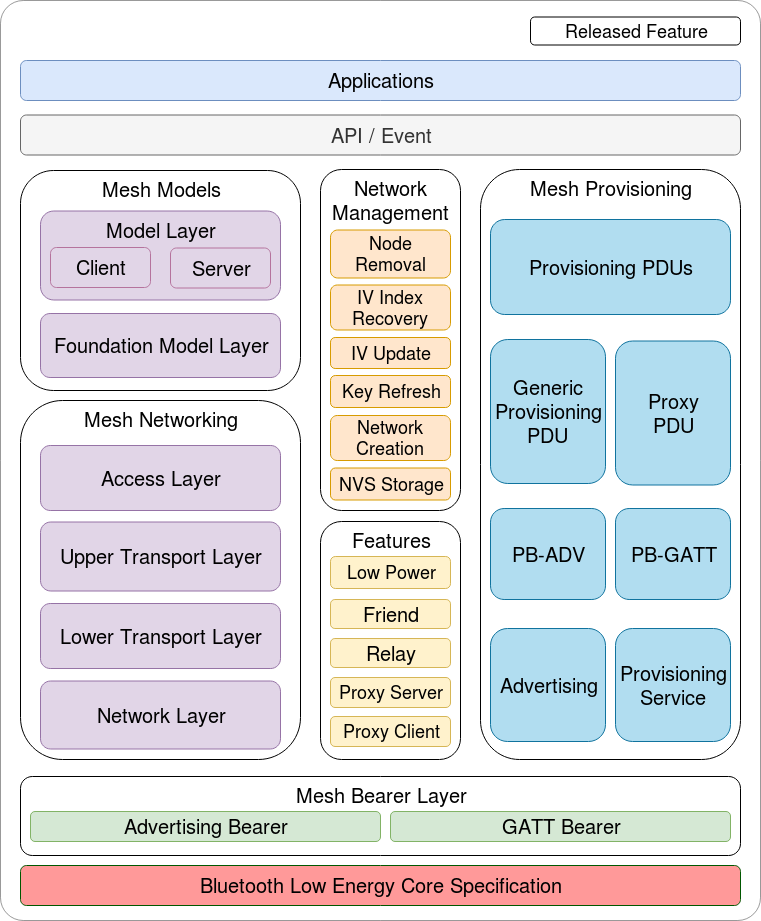 Released Feature
Applications
API / Event
Mesh Models
Model Layer
Client
Server
Foundation Model Layer
Mesh Networking
Access Layer
Upper Transport Layer
Lower Transport Layer
Network Layer
Network
Management
Node
Removal
IV Index
Recovery
IV Update
Key Refresh
Network
Creation
NVS Storage
Features
Low Power
Friend
Relay
Proxy Server
Proxy Client
Mesh Provisioning
Provisioning PDUs
Generic
Provisioning
PDU
Proxy
PDU
PB-ADV
PB-GATT
Advertising
Provisioning
Service
Mesh Bearer Layer
Advertising Bearer
GATT Bearer
Bluetooth Low Energy Core Specification